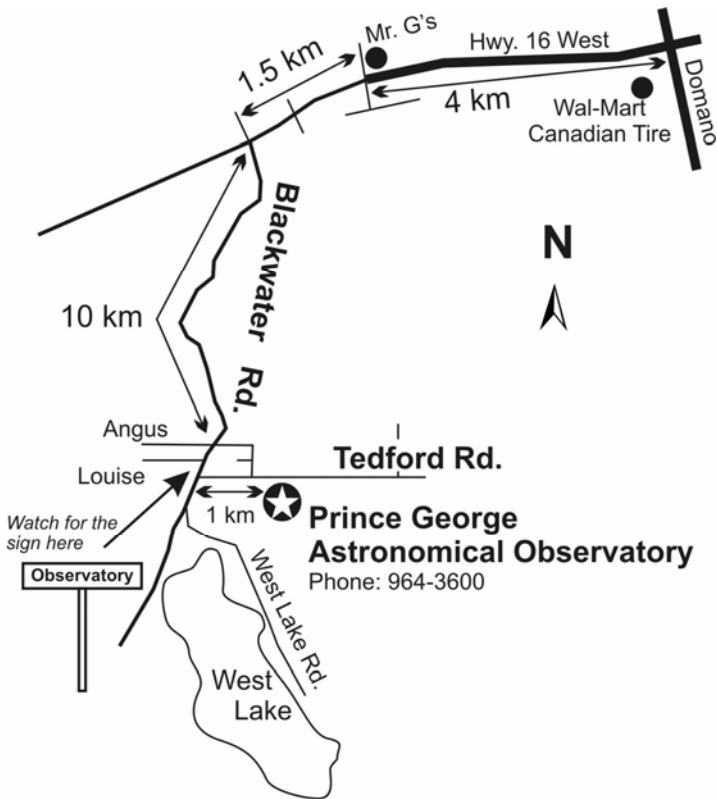 Mr. G's
Hwy. 16 West
1.5 km
4 km
Domano
Wal-Mart
Canadian Tire
Blackwater Rd.
N
10 km
Angus
Tedford Rd.
Louise
1 km
Watch for the
sign here
Prince George
Astronomical Observatory
Phone: 964-3600
Observatory
West Lake Rd.
West
Lake